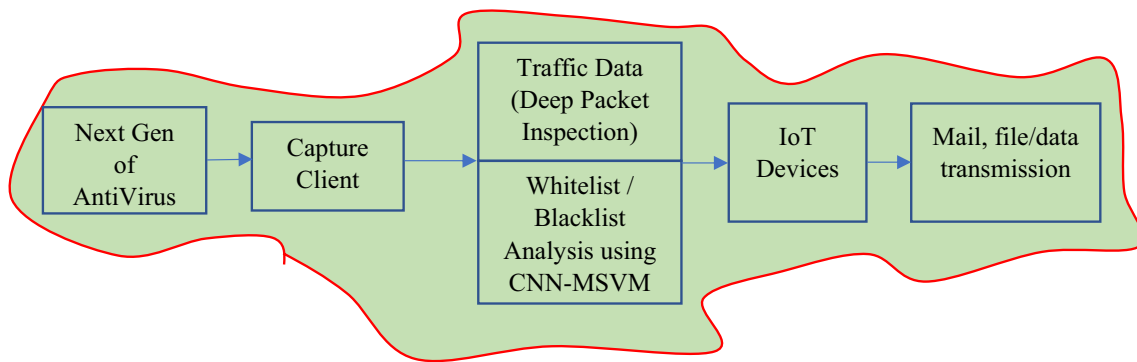 Next Gen
of
AntiVirus
Capture
Client
Traffic Data
(Deep Packet
Inspection)
Whitelist /
Blacklist
Analysis using
CNN-MSVM
IoT
Devices
Mail, file/data
transmission